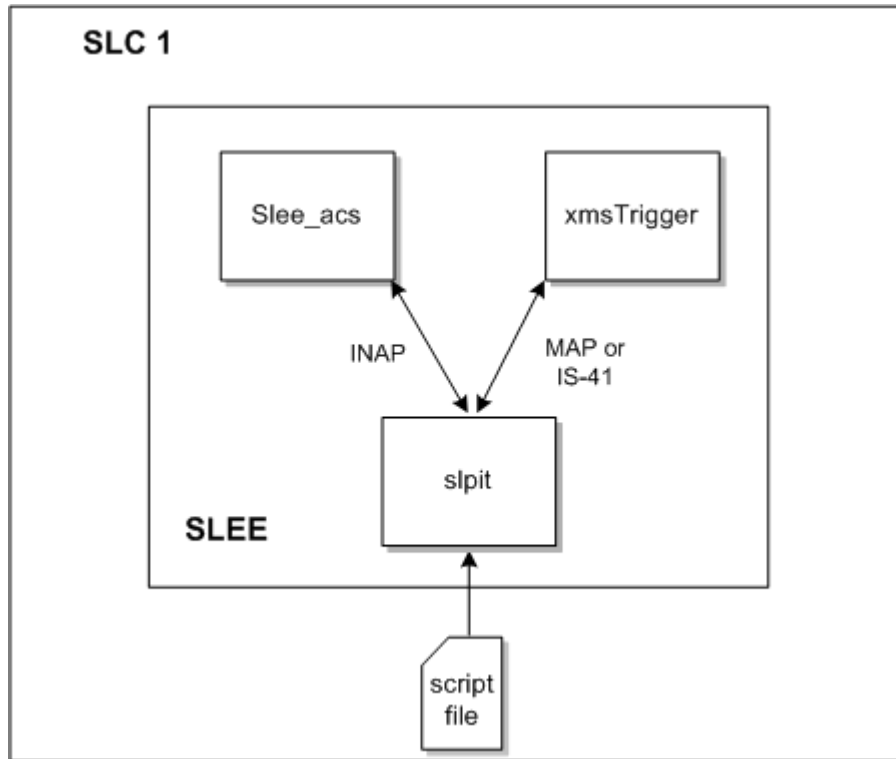 SLC 1
Slee_acs
xmsTrigger
INAP
MAP or
IS-41
slpit
SLEE
script
file